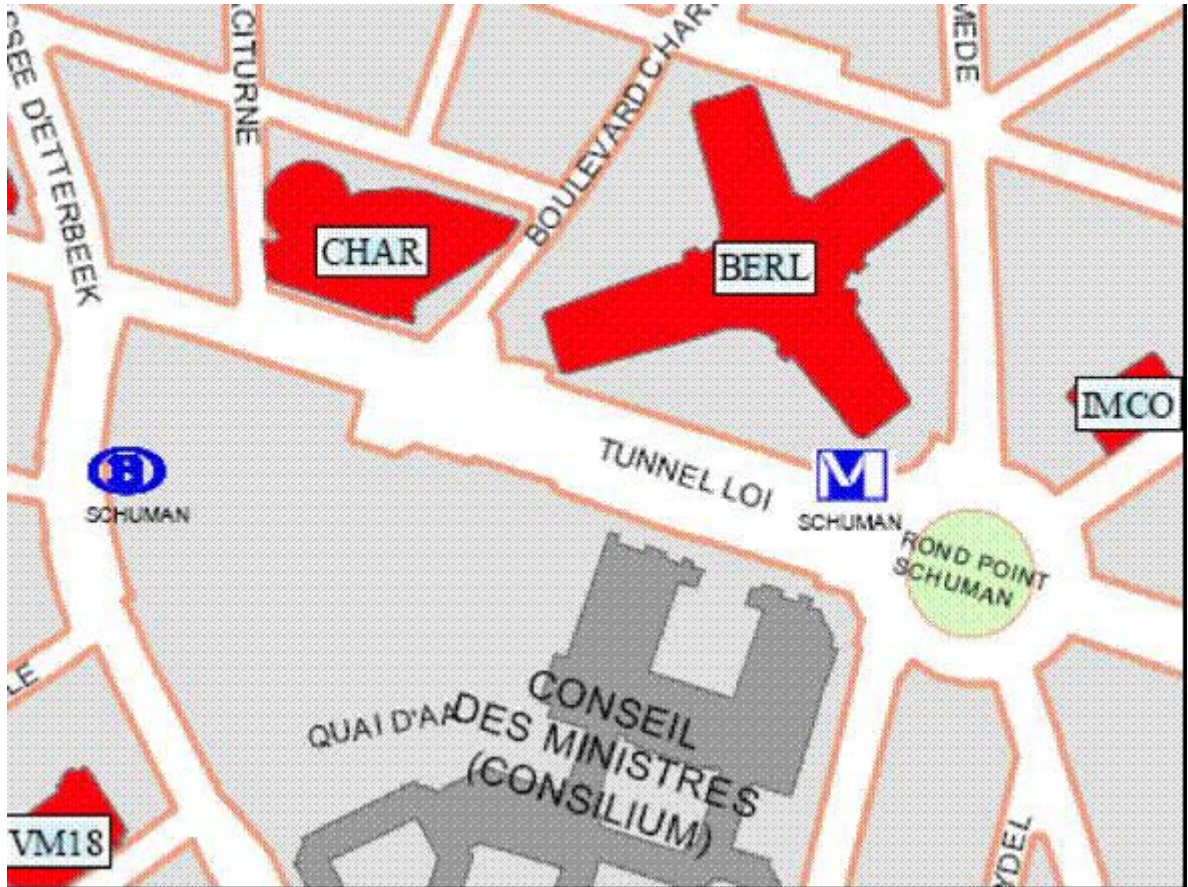 CITURNE
MEDE
SEE D'ETTERBEEK
BOULEVARD CHAR
CHAR
BERL
IMCO
TUNNEL LOI
M
B
SCHUMAN
SCHUMAN
ROND POINT
SCHUMAN
LE
QUAI D'AA
CONSEIL
DES MINISTRES
(CONSILIUM)
VM18
YDEL